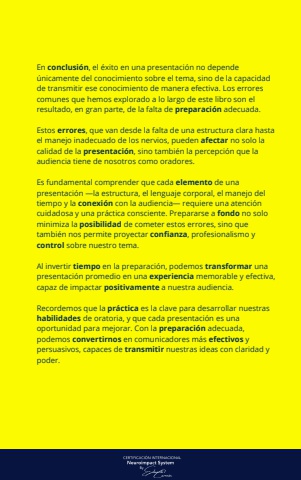 En conclusión, el éxito en una presentación no depende
únicamente del conocimiento sobre el tema, sino de la capacidad
de transmitir ese conocimiento de manera efectiva. Los errores
comunes que hemos explorado a lo largo de este libro son el
resultado, en gran parte, de la falta de preparación adecuada.
Estos errores, que van desde la falta de una estructura clara hasta
el manejo inadecuado de los nervios, pueden afectar no solo la
calidad de la presentación, sino también la percepción que la
audiencia tiene de nosotros como oradores.
Es fundamental comprender que cada elemento de una
presentación —la estructura, el lenguaje corporal, el manejo del
tiempo y la conexión con la audiencia— requiere una atención
cuidadosa y una práctica consciente. Prepararse a fondo no solo
minimiza la posibilidad de cometer estos errores, sino que
también nos permite proyectar confianza, profesionalismo y
control sobre nuestro tema.
Al invertir tiempo en la preparación, podemos transformar una
presentación promedio en una experiencia memorable y efectiva,
capaz de impactar positivamente a nuestra audiencia.
Recordemos que la práctica es la clave para desarrollar nuestras
habilidades de oratoria, y que cada presentación es una
oportunidad para mejorar. Con la preparación adecuada,
podemos convertirnos en comunicadores más efectivos y
persuasivos, capaces de transmitir nuestras ideas con claridad y
poder.
CERTIFICACIÓN INTERNACIONAL
Neuroimpact System
By